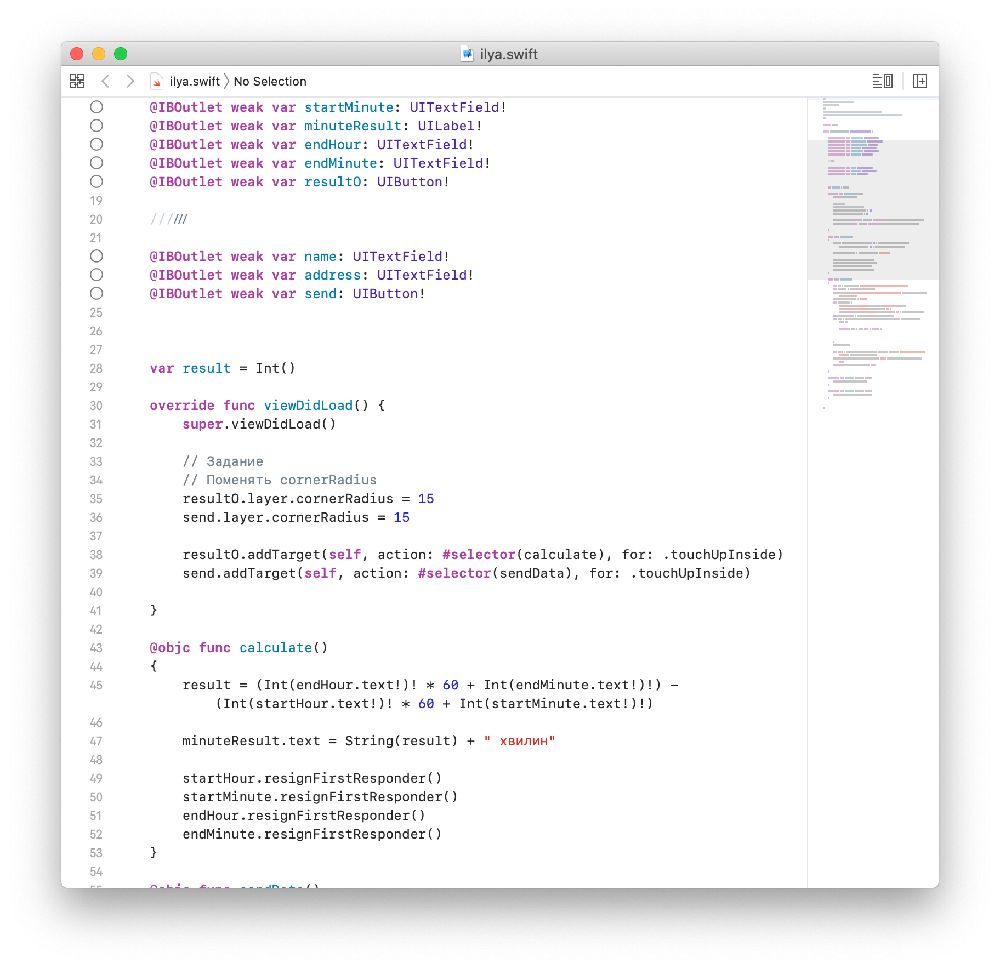 ilya.swift
ilya.swift No Selection
@IBOutlet weak var startMinute: UITextField!
@IBOutlet weak var minuteResult: UILabel!
@IBOutlet weak var endHour: UITextField!
@IBOutlet weak var endMinute: UITextField!
@IBOutlet weak var resultO: UIButton!
19
20 //////
21
@IBOutlet weak var name: UITextField!
@IBOutlet weak var address: UITextField!
@IBOutlet weak var send: UIButton!
25
26
27
28 var result = Int()
29
30 override func viewDidLoad() {
31 super.viewDidLoad()
32
33 // Задание
34 // Поменять cornerRadius
35 resultO.layer.cornerRadius = 15
36 send.layer.cornerRadius = 15
37
38 resultO.addTarget(self, action: #selector(calculate), for: .touchUpInside)
39 send.addTarget(self, action: #selector(sendData), for: .touchUpInside)
40
41 }
42
43 @objc func calculate()
44 {
45 result = (Int(endHour.text!)! * 60 + Int(endMinute.text!)!) -
(Int(startHour.text!)! * 60 + Int(startMinute.text!)!)
46
47 minuteResult.text = String(result) + " хвилин"
48
49 startHour.resignFirstResponder()
50 startMinute.resignFirstResponder()
51 endHour.resignFirstResponder()
52 endMinute.resignFirstResponder()
53 }
54
55 @objc func sendData()